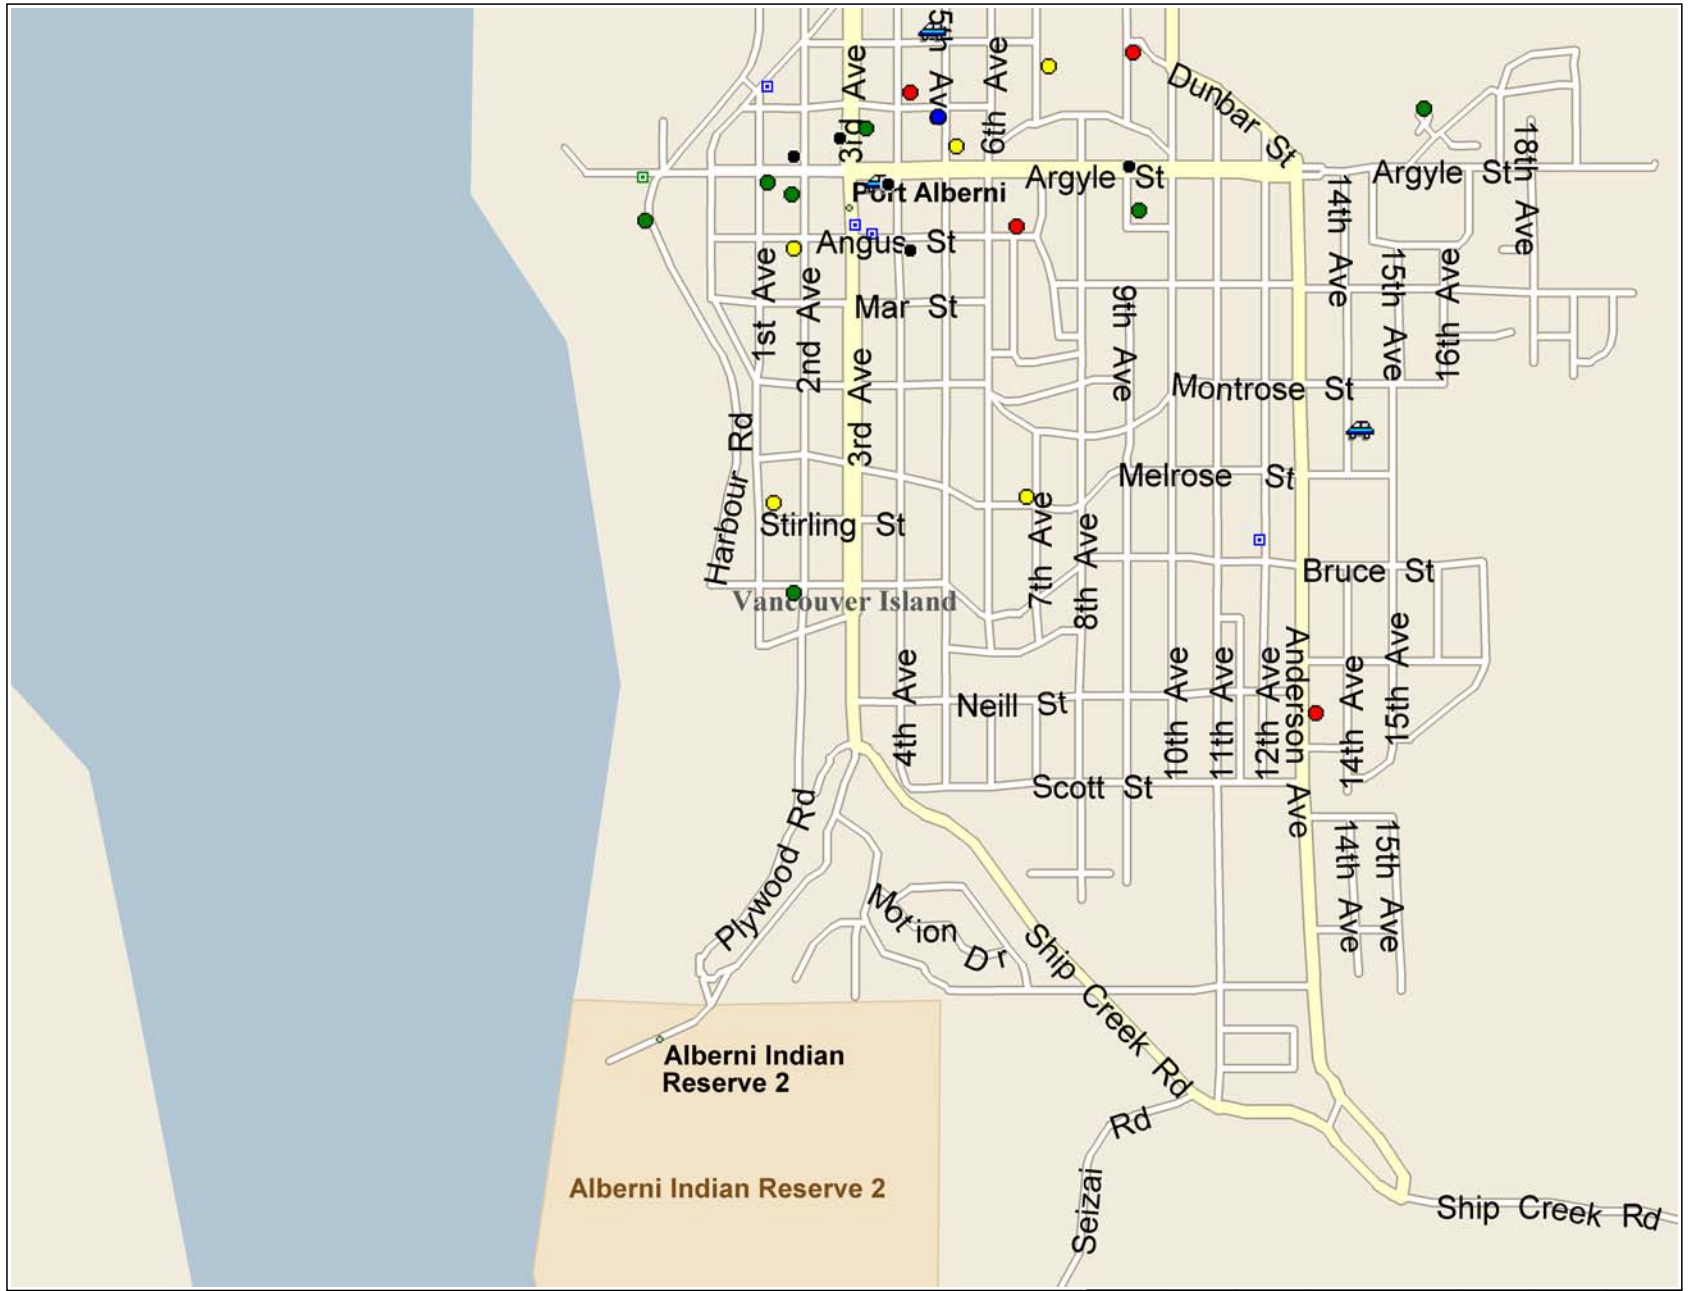 5th Ave
3rd Ave
6th Ave
Dunbar St
18th Ave
Argyle St
Argyle St
Port Alberni
14th Ave
Angus St
15th Ave
16th Ave
1st Ave
2nd Ave
Mar St
9th Ave
3rd Ave
Montrose St
Harbour Rd
Melrose St
Stirling St
7th Ave
8th Ave
Bruce St
Vancouver Island
4th Ave
Neill St
10th Ave
11th Ave
12th Ave
Anderson Ave
14th Ave
15th Ave
Scott St
Plywood Rd
14th Ave
15th Ave
Motion Dr
Ship Creek Rd
Alberni Indian
Reserve 2
Seizai Rd
Alberni Indian Reserve 2
Ship Creek Rd